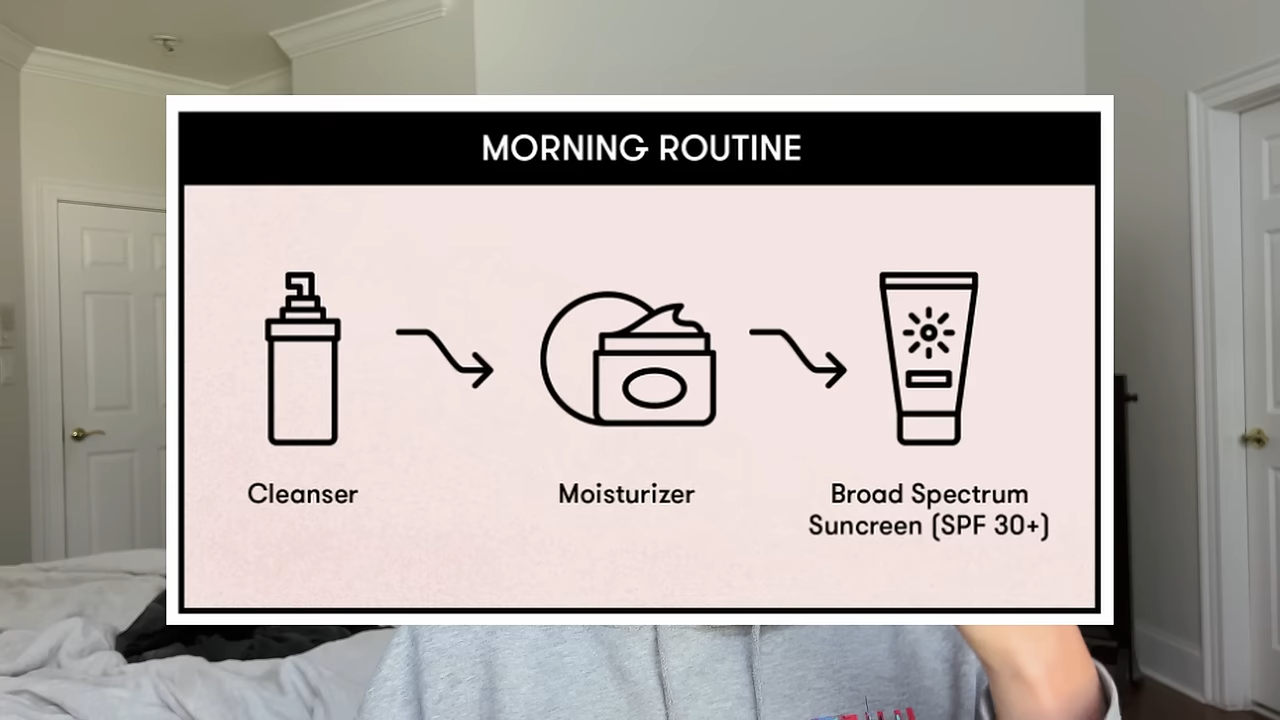 MORNING ROUTINE
Cleanser
Moisturizer
Broad Spectrum
Suncreen (SPF 30+)